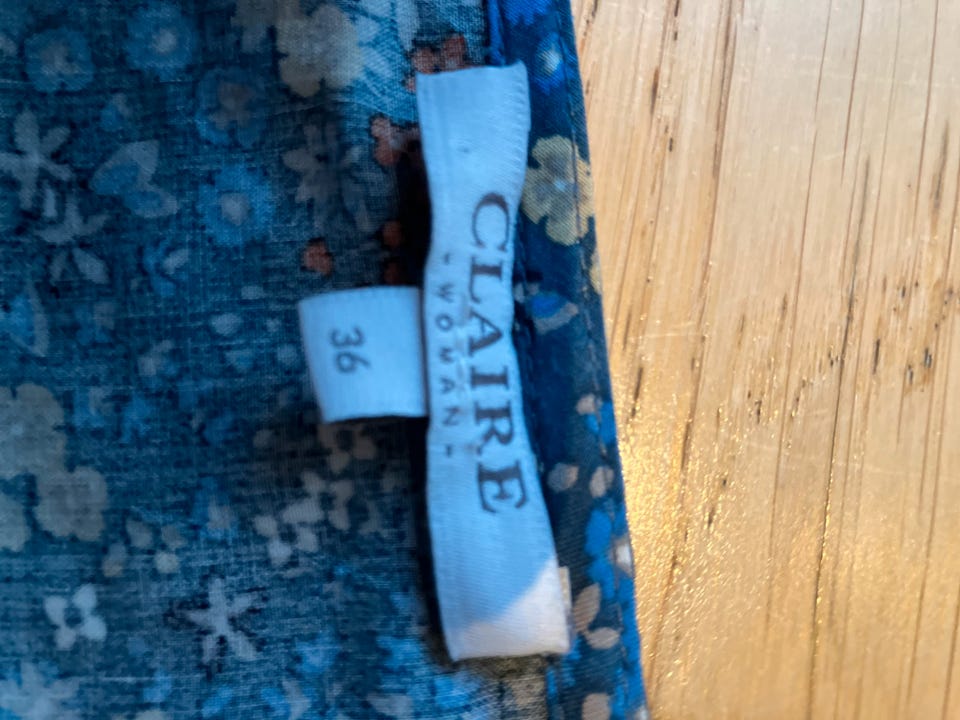 CLAIRE
-WOMAN-
36